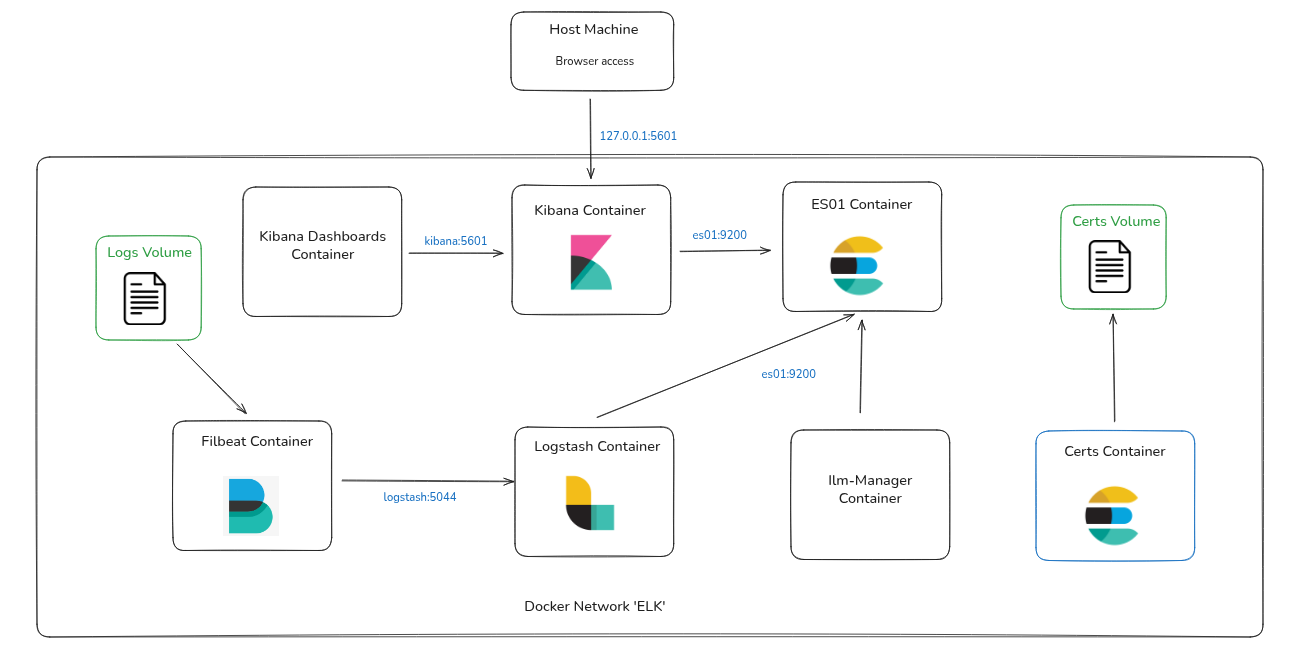 Host Machine
Browser access
127.0.0.1:5601
Kibana Dashboards
Container
kibana:5601
Kibana Container
es01:9200
ES01 Container
Certs Volume
Logs Volume
es01:9200
Filbeat Container
logstash:5044
Logstash Container
Ilm-Manager
Container
Certs Container
Docker Network 'ELK'